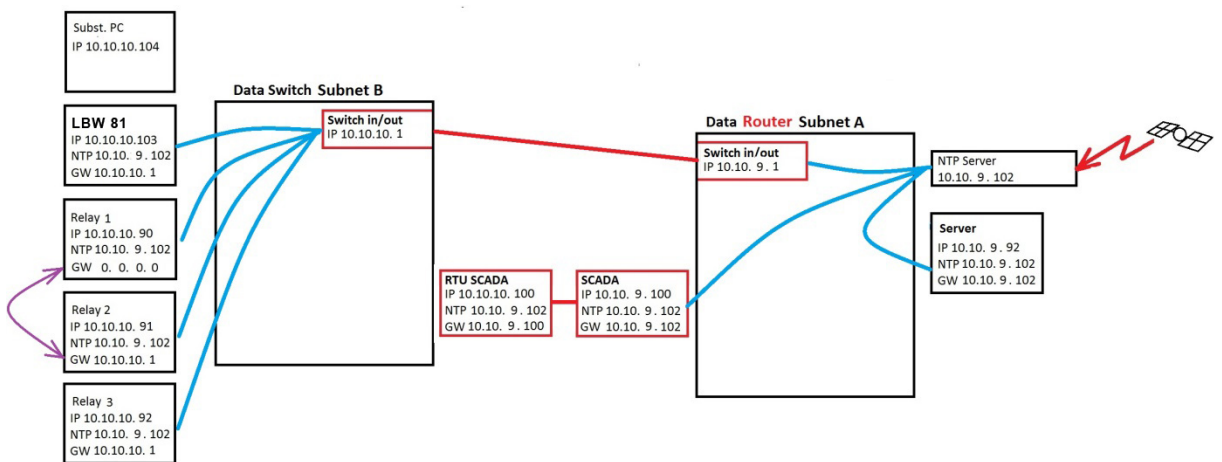 Subst. PC
IP 10.10.10.104
LBW 81
IP 10.10.10.103
NTP 10.10. 9 . 102
GW 10.10.10. 1
Relay 1
IP 10.10.10. 90
NTP 10.10. 9 . 102
GW 0. 0. 0. 0
Relay 2
IP 10.10.10. 91
NTP 10.10. 9 . 102
GW 10.10.10. 1
Relay 3
IP 10.10.10. 92
NTP 10.10. 9 . 102
GW 10.10.10. 1
Data Switch Subnet B
Switch in/out
IP 10.10.10. 1
RTU SCADA
IP 10.10.10. 100
NTP 10.10. 9 . 102
GW 10.10. 9 . 100
SCADA
IP 10.10. 9 . 100
NTP 10.10. 9 . 102
GW 10.10. 9 . 102
Data Router Subnet A
Switch in/out
IP 10.10. 9 . 1
NTP Server
10.10. 9 . 102
Server
IP 10.10. 9 . 92
NTP 10.10. 9 . 102
GW 10.10. 9 . 102